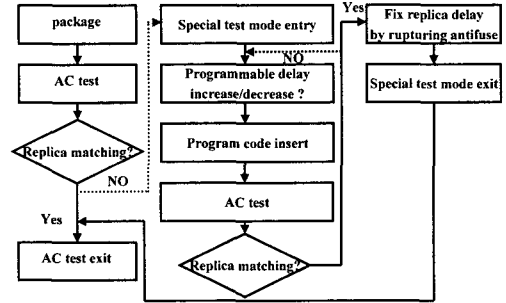 package
AC test
Replica matching?
NO
Yes
AC test exit
Special test mode entry
NO
Programmable delay
increase/decrease ?
Program code insert
AC test
Replica matching?
Yes
Fix replica delay
by rupturing antifuse
Special test mode exit